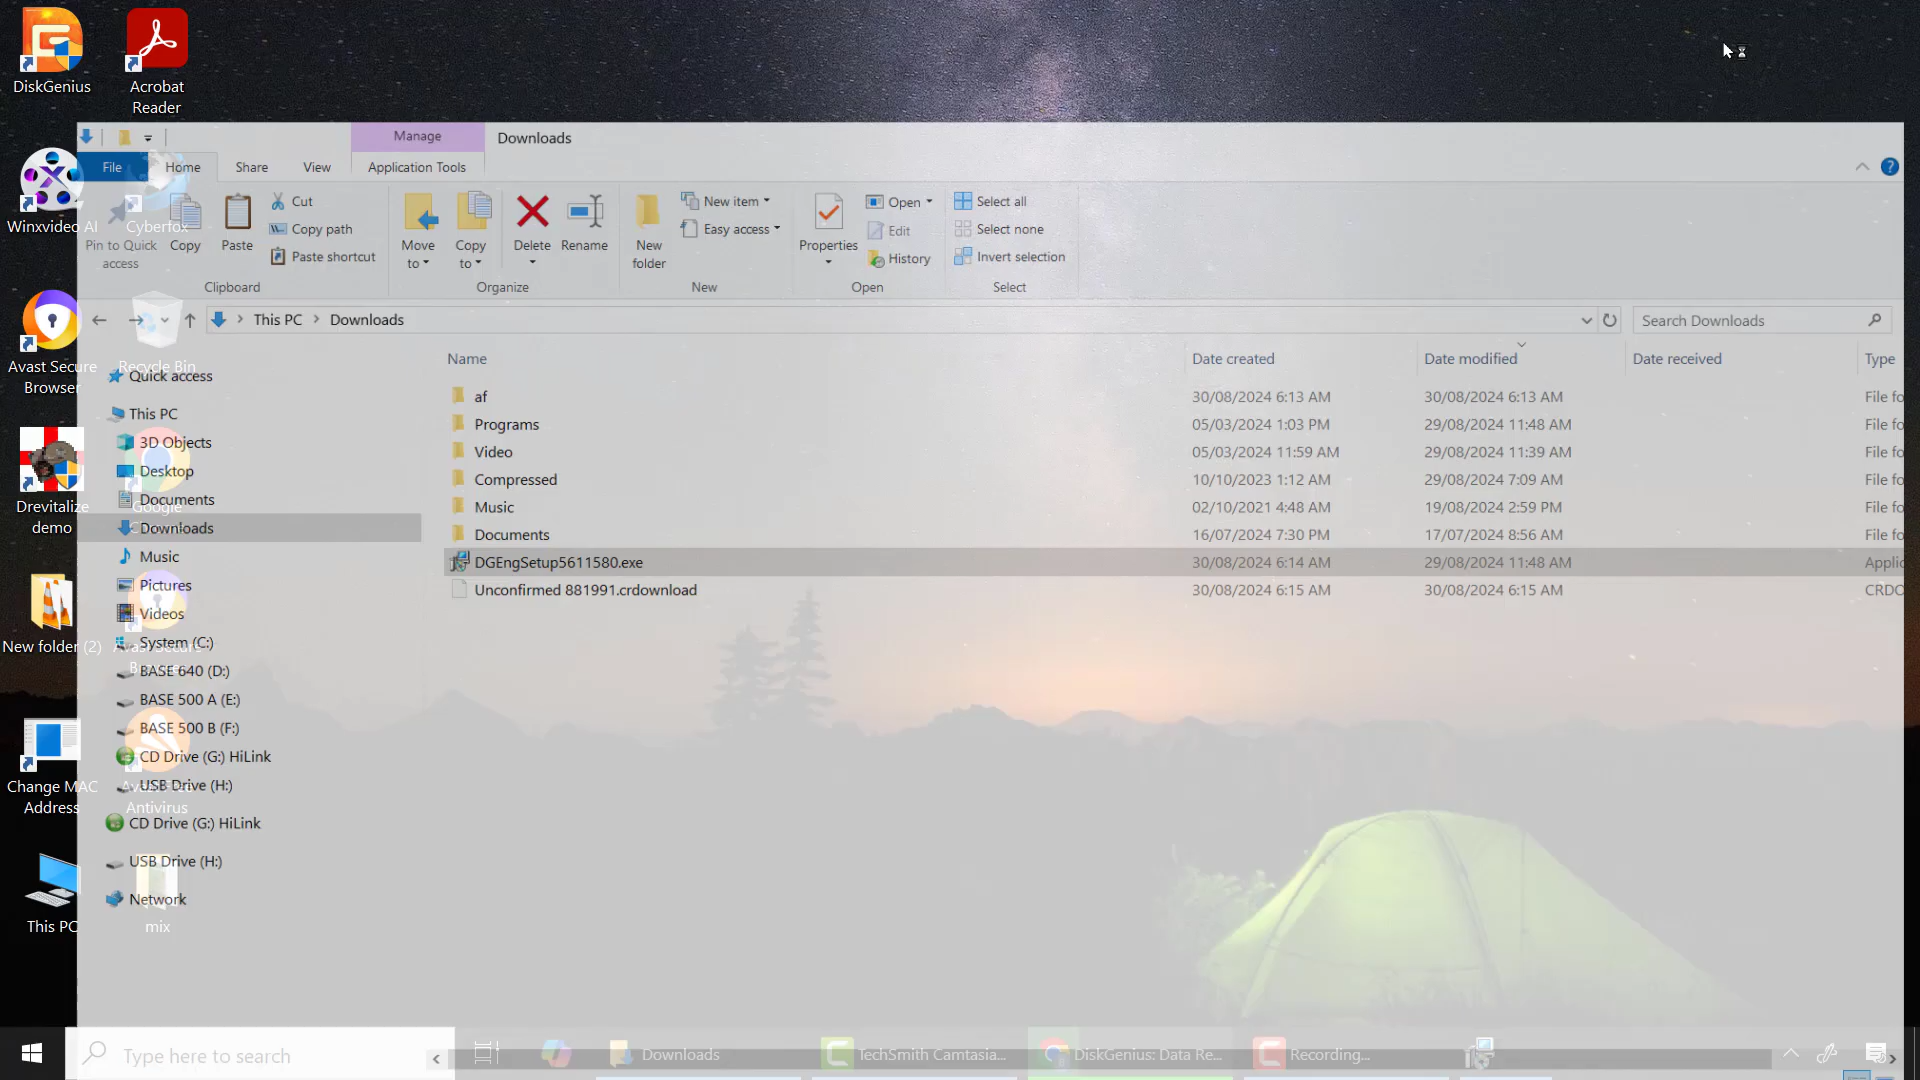 DiskGenius
Acrobat
Reader
Winxvideo AI
Cyberfox
Avast Secure
Browser
Recycle Bin
Drevitalize
demo
Google
New folder (2)
Change MAC
Address
Antivirus
This PC
mix
Manage
Downloads
File
Home
Share
View
Application Tools
Pin to Quick
access
Copy
Paste
Cut
Copy path
Paste shortcut
Clipboard
Move
to
Copy
to
Delete
Rename
Organize
New
folder
New item
Easy access
New
Properties
Open
Edit
History
Open
Select all
Select none
Invert selection
Select
This PC
Downloads
Search Downloads
Quick access
This PC
3D Objects
Desktop
Documents
Downloads
Music
Pictures
Videos
System (C:)
BASE 640 (D:)
BASE 500 A (E:)
BASE 500 B (F:)
CD Drive (G:) HiLink
USB Drive (H:)
CD Drive (G:) HiLink
USB Drive (H:)
Network
Name Date created Date modified Date received Type
af 30/08/2024 6:13 AM 30/08/2024 6:13 AM File fo
Programs 05/03/2024 1:03 PM 29/08/2024 11:48 AM File fo
Video 05/03/2024 11:59 AM 29/08/2024 11:39 AM File fo
Compressed 10/10/2023 1:12 AM 29/08/2024 7:09 AM File fo
Music 02/10/2021 4:48 AM 19/08/2024 2:59 PM File fo
Documents 16/07/2024 7:30 PM 17/07/2024 8:56 AM File fo
DGEngSetup5611580.exe 30/08/2024 6:14 AM 29/08/2024 11:48 AM Applic
Unconfirmed 881991.crdownload 30/08/2024 6:15 AM 30/08/2024 6:15 AM CRDO
Type here to search
Downloads
TechSmith Camtasia...
DiskGenius: Data Re...
Recording...